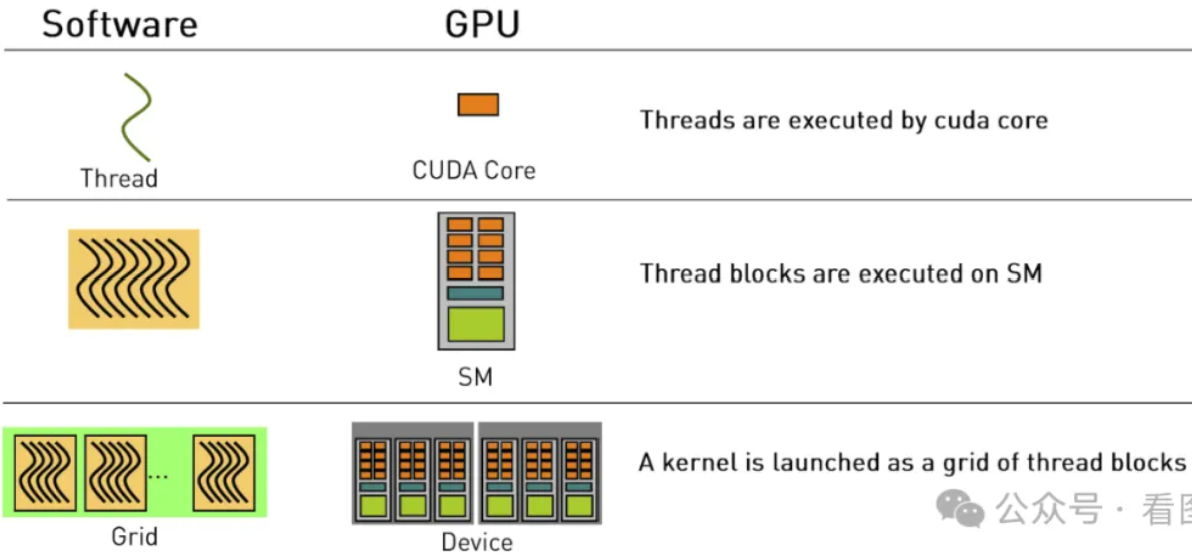 Software GPU
Threads are executed by cuda core
Thread CUDA Core
Thread blocks are executed on SM
SM
...
A kernel is launched as a grid of thread blocks
公众号 · 看图
Grid Device